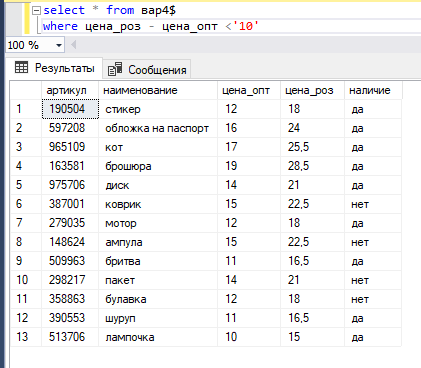 select * from вар4$
where цена_роз - цена_опт <'10'
100 %
Результаты Сообщения
артикул наименование цена_опт цена_роз наличие
1 190504 стикер 12 18 да
2 597208 обложка на паспорт 16 24 да
3 965109 кот 17 25,5 да
4 163581 брошюра 19 28,5 да
5 975706 диск 14 21 да
6 387001 коврик 15 22,5 нет
7 279035 мотор 12 18 да
8 148624 ампула 15 22,5 нет
9 509963 бритва 11 16,5 да
10 298217 пакет 14 21 нет
11 358863 булавка 12 18 нет
12 390553 шуруп 11 16,5 да
13 513706 лампочка 10 15 да